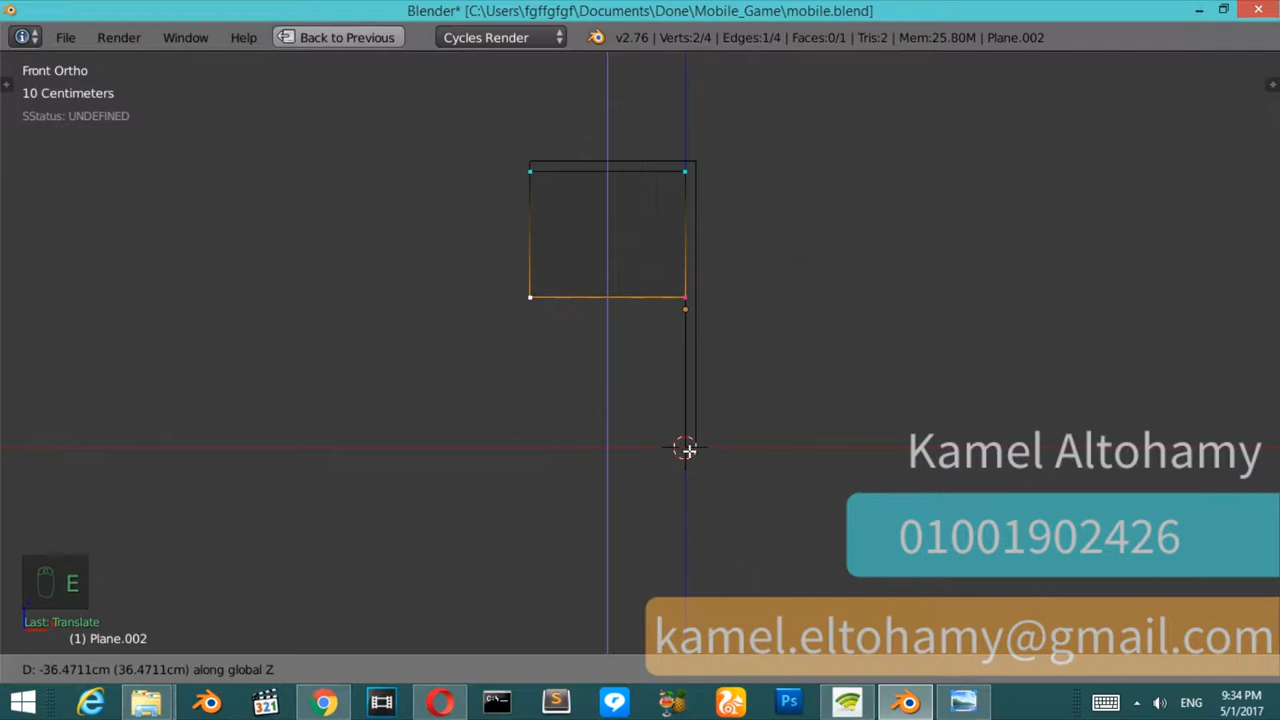 Blender* [C:\Users\fgffgfgf\Documents\Done\Mobile_Game\mobile.blend]
File Render Window Help Back to Previous Cycles Render v2.76 | Verts:2/4 | Edges:1/4 | Faces:0/1 | Tris:2 | Mem:25.80M | Plane.002
Front Ortho
10 Centimeters
SStatus: UNDEFINED
Kamel Altohamy
01001902426
E
Last: Translate
(1) Plane.002
kamel.eltohamy@gmail.com
D: -36.4711cm (36.4711cm) along global Z
321
S
Ps
ENG
9:34 PM
5/1/2017